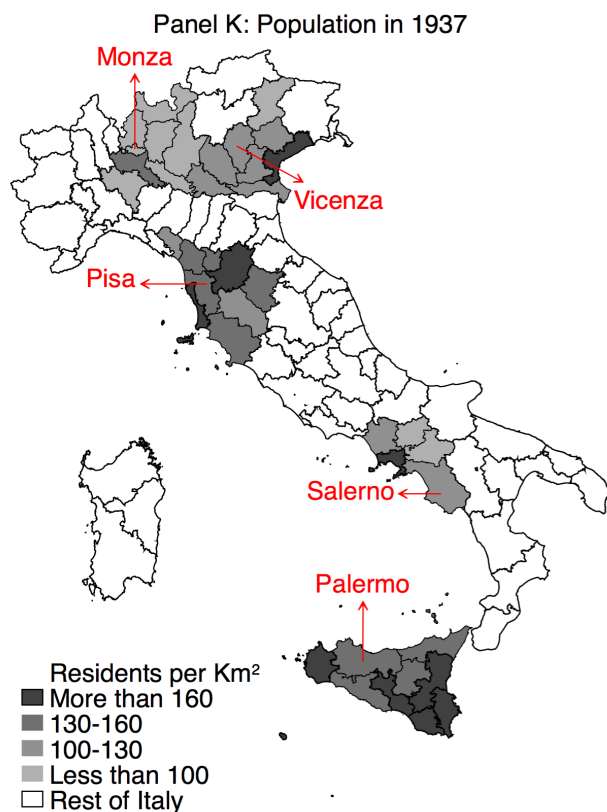 Panel K: Population in 1937
Monza
Vicenza
Pisa
Salerno
Palermo
Residents per Km²
More than 160
130-160
100-130
Less than 100
Rest of Italy